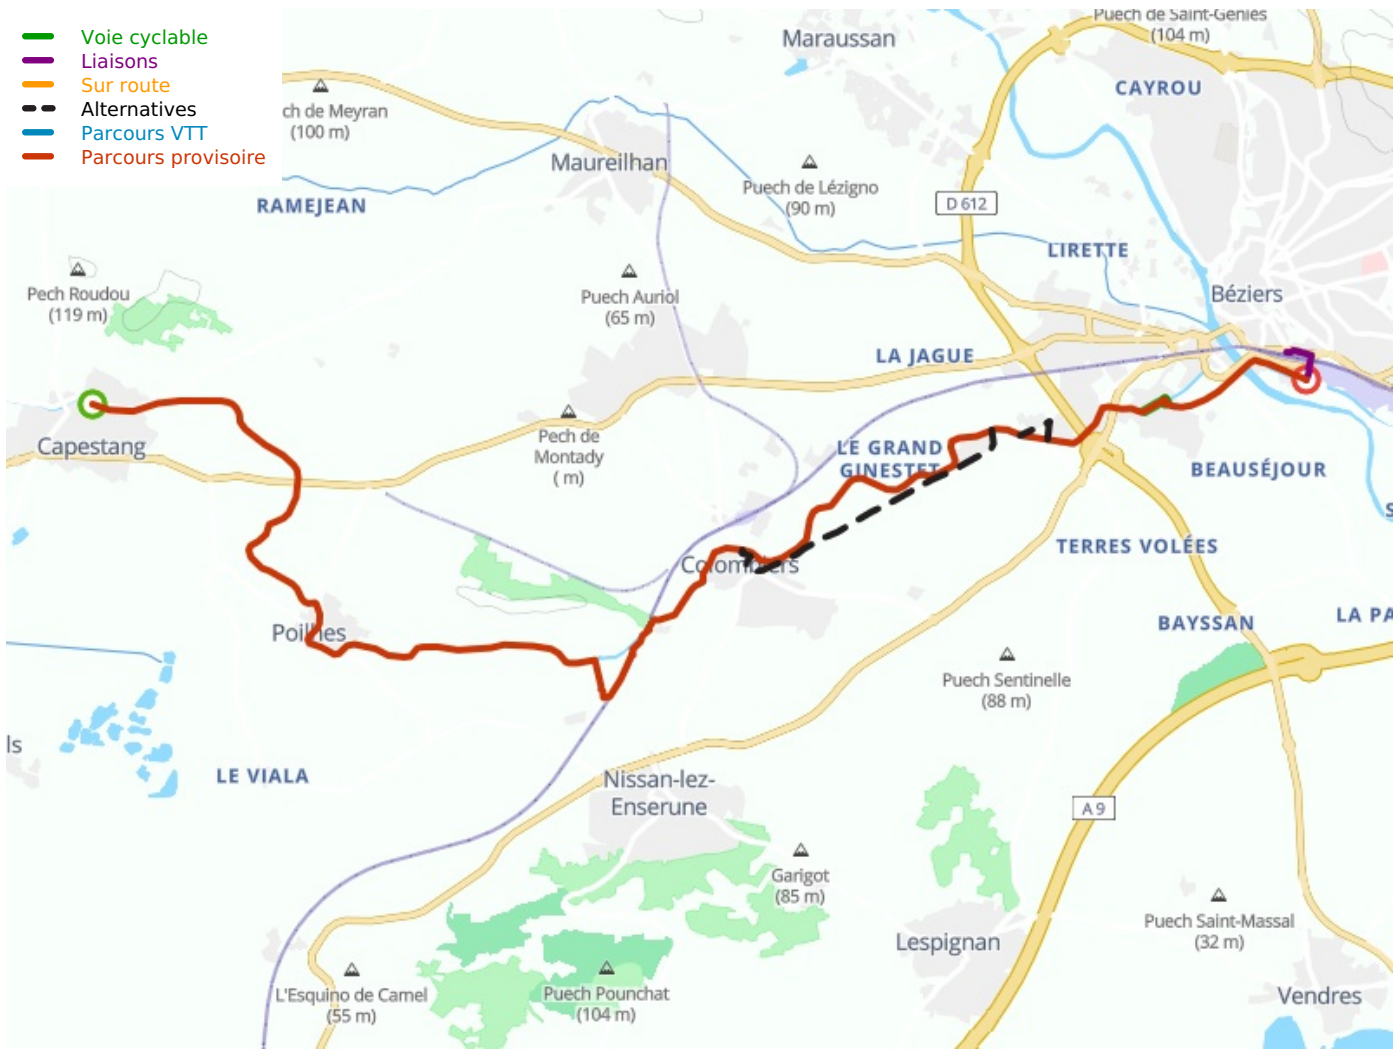 Voie cyclable
Liaisons
Sur route
Alternatives
Parcours VTT
Parcours provisoire
Puech de Saint-Geniès
(104 m)
Maraussan
CAYROU
ch de Meyran
(100 m)
Maureilhan
Puech de Lézigno
(90 m)
D 612
RAMEJEAN
LIRETTE
Pech Roudou
(119 m)
Puech Auriol
(65 m)
Béziers
LA JAGUE
Capestang
Pech de
Montady
( m)
LE GRAND
GINESTET
BEAUSÉJOUR
S
TERRES VOLÉES
Colombiers
Poilhes
BAYSSAN
LA PA
Puech Sentinelle
(88 m)
ls
LE VIALA
Nissan-lez-
Enserune
A 9
Garigot
(85 m)
Puech Saint-Massal
(32 m)
Lespignan
L'Esquino de Camel
(55 m)
Puech Pounchat
(104 m)
Vendres